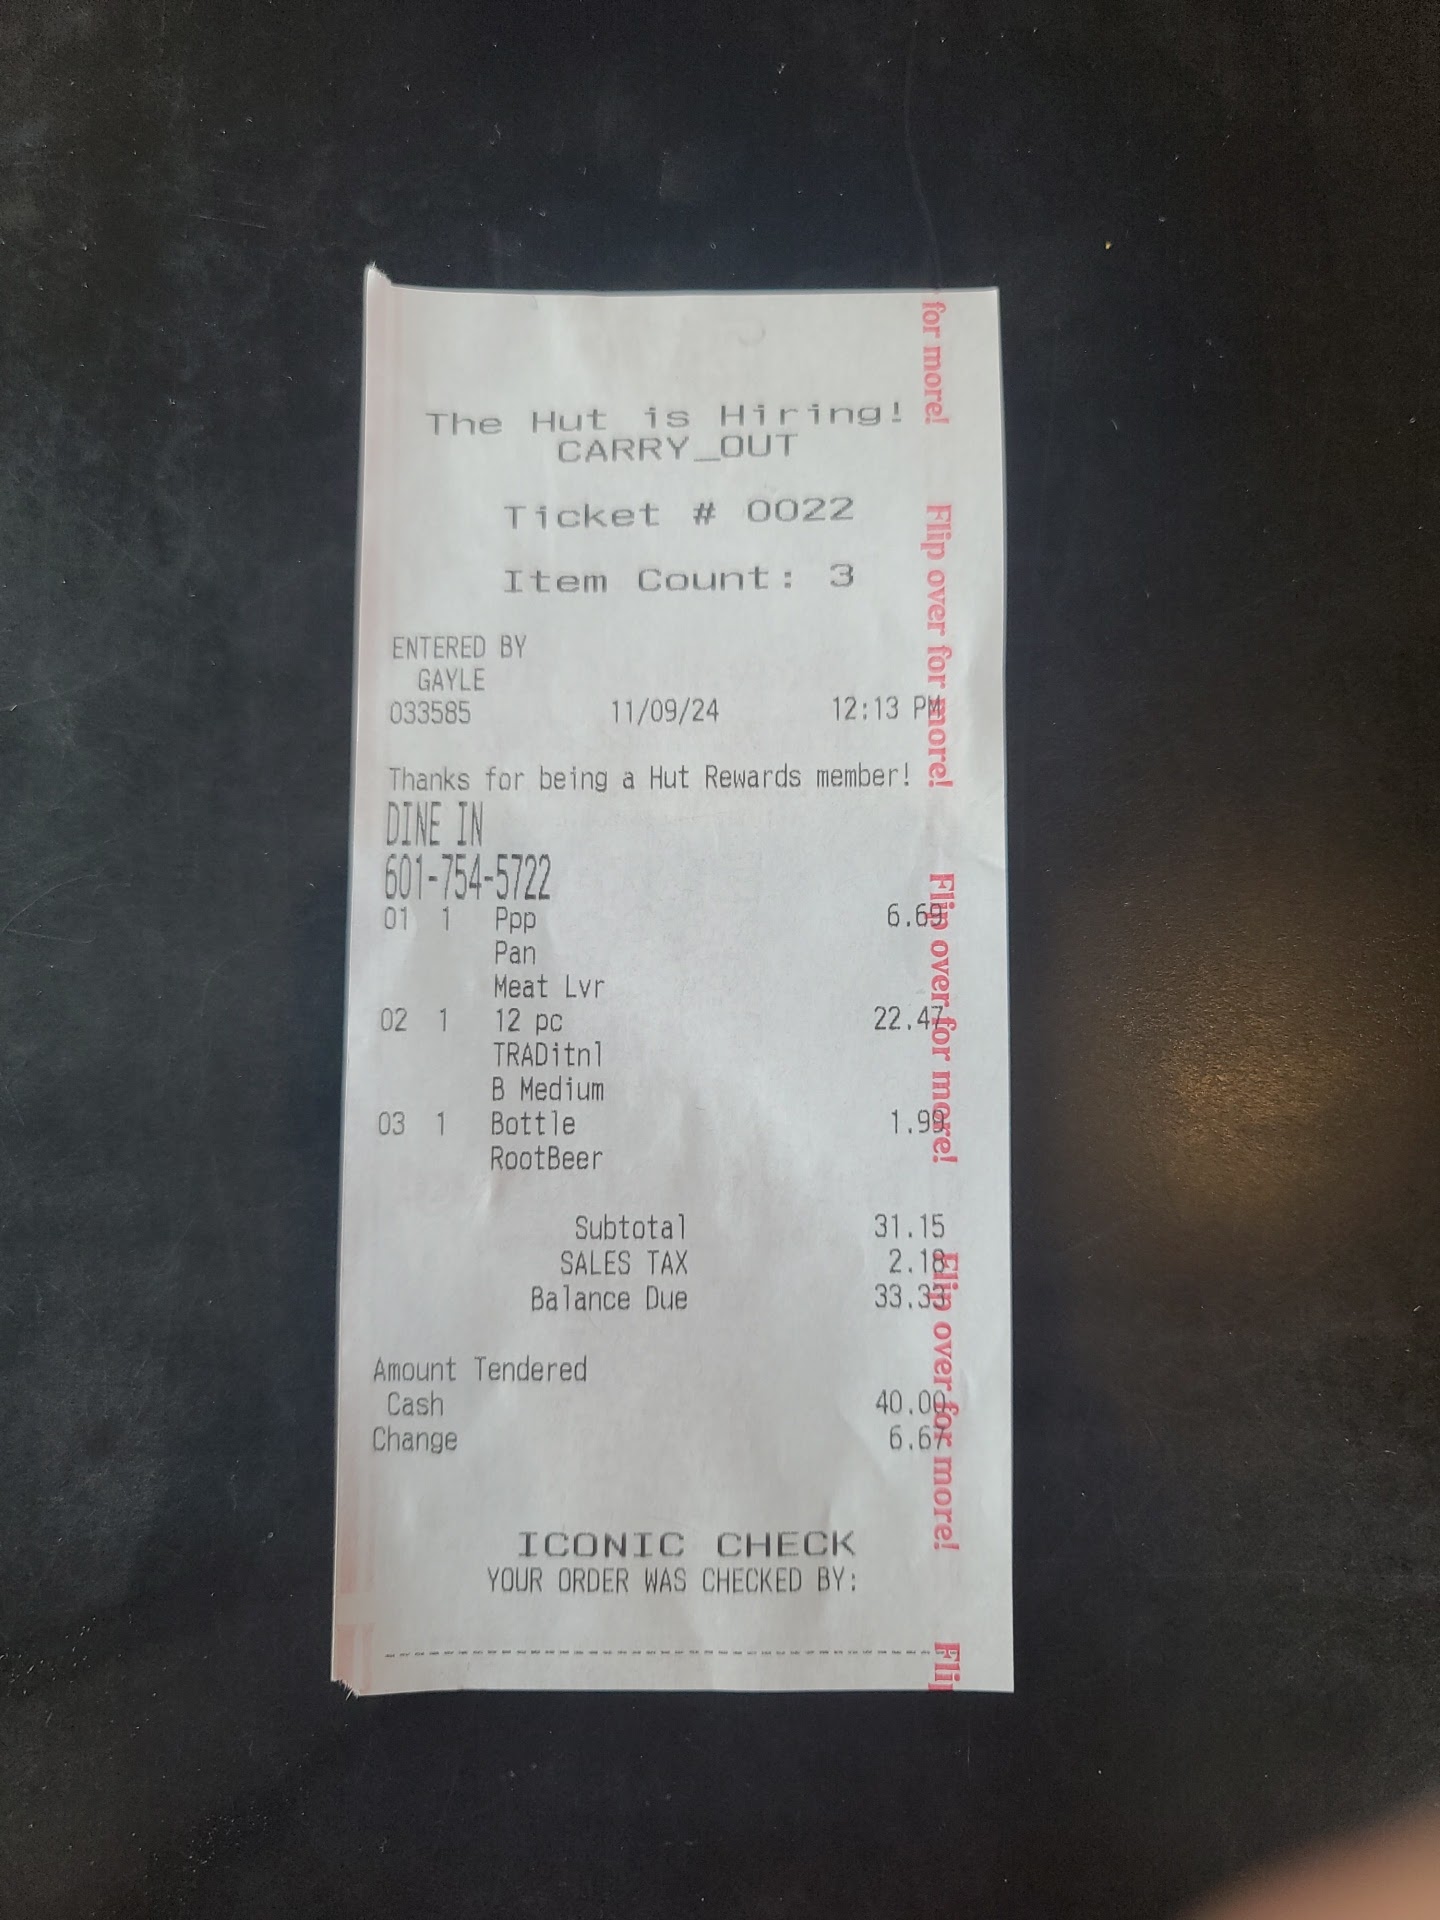 The Hut is Hiring!
CARRY_OUT
Ticket # 0022
Item Count: 3
ENTERED BY
GAYLE
033585 11/09/24 12:13 PM
Thanks for being a Hut Rewards member!
DINE IN
601-754-5722
01 1 Ppp 6.69
Pan
Meat Lvr
02 1 12 pc 22.47
TRADitnl
B Medium
03 1 Bottle 1.99
RootBeer
Subtotal 31.15
SALES TAX 2.18
Balance Due 33.33
Amount Tendered
Cash 40.00
Change 6.67
ICONIC CHECK
YOUR ORDER WAS CHECKED BY:
for more!
Flip over for more!
Flip over for more!
Flip over for more!
Fli